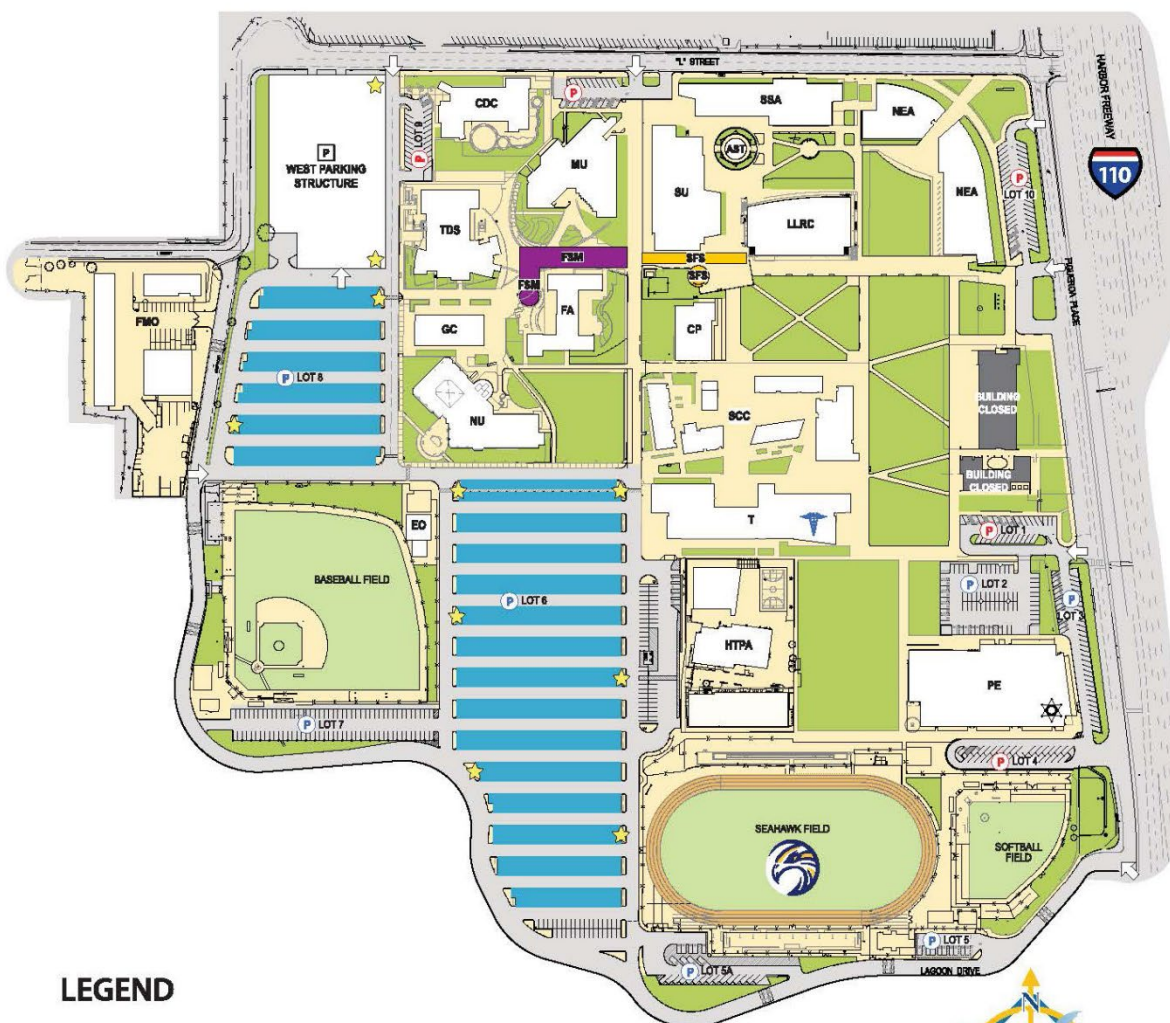 "L" STREET
HARBOR FREEWAY
110
CDC
P
SSA
NEA
LOT 9
P
P
WEST PARKING
STRUCTURE
MU
AST
SU
NEA
P
LOT 10
TDS
LLRC
FSM
SFS
SFS
FSM
FIGUEROA PLACE
FMO
GC
FA
CP
P LOT 8
NU
SCC
BUILDING
CLOSED
BUILDING
CLOSED
EO
T
P LOT 1
BASEBALL FIELD
P LOT 2
P LOT 6
P
LOT 3
HTPA
PE
P LOT 7
P LOT 4
SEAHAWK FIELD
SOFTBALL
FIELD
P LOT 5
P LOT 5A
LAGOON DRIVE
LEGEND
N